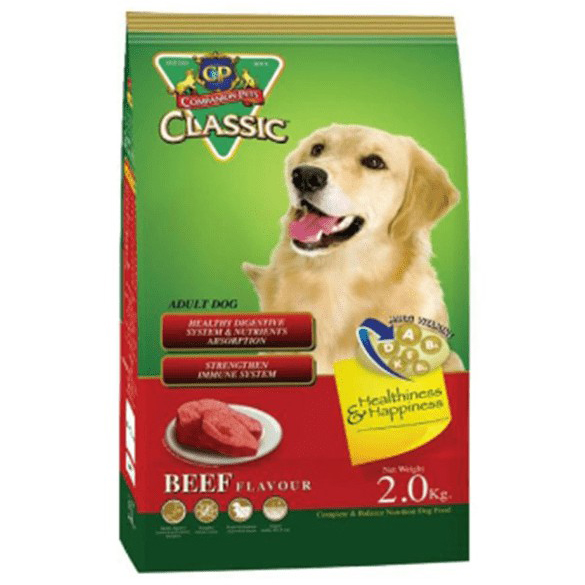 CP
COMPANION PETS
CLASSIC
ADULT DOG
HEALTHY DIGESTIVE
SYSTEM & NUTRIENTS
ABSORPTION
STRENGTHEN
IMMUNE SYSTEM
D A B
Healthiness
& Happiness
BEEF FLAVOUR
Net Weight
2.0Kg.
Complete & Balance Nutrition Dog Food